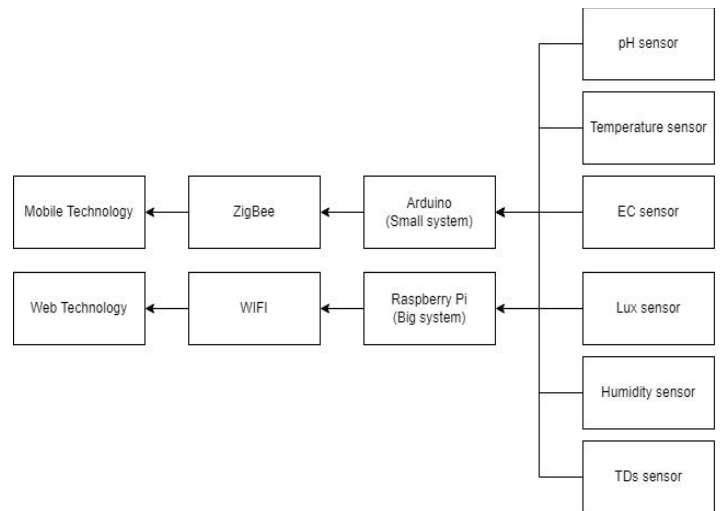 pH sensor
Temperature sensor
Mobile Technology
ZigBee
Arduino
(Small system)
EC sensor
Web Technology
WIFI
Raspberry Pi
(Big system)
Lux sensor
Humidity sensor
TDs sensor